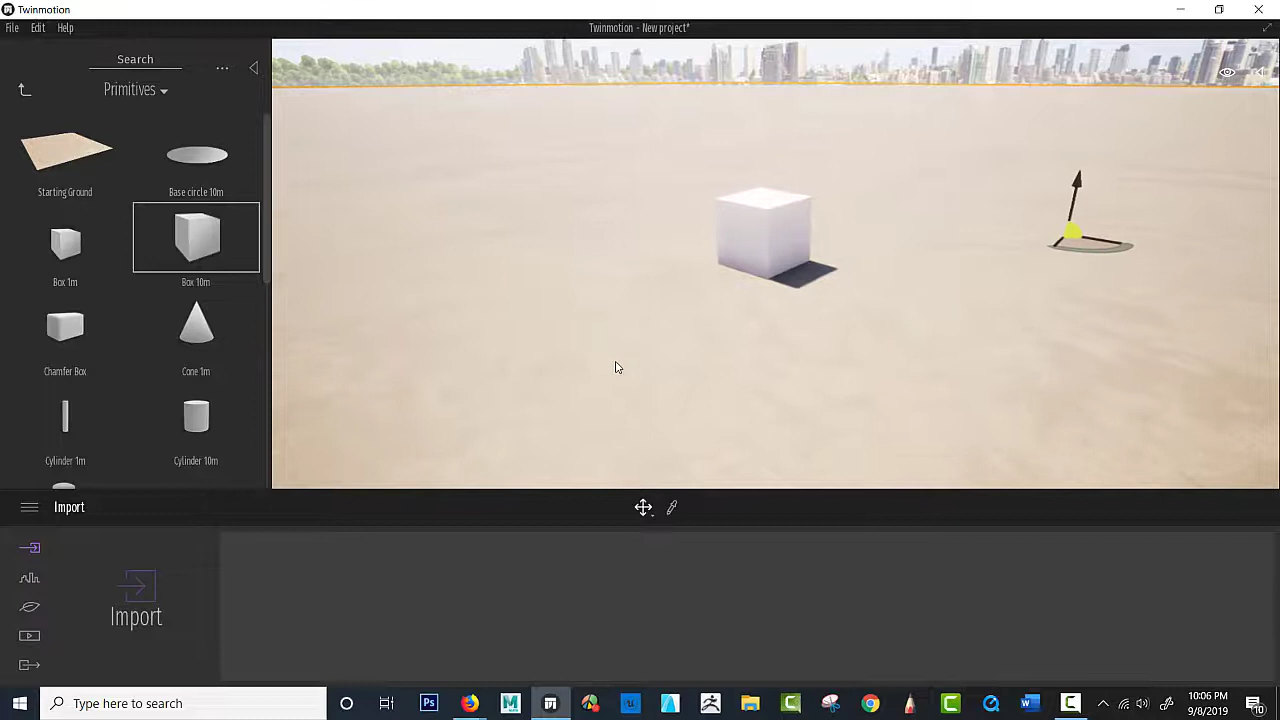 Twinmotion
File Edit Help
Twinmotion - New project*
Search
...
Primitives
Starting Ground
Base circle 10m
Box 1m
Box 10m
Chamfer Box
Cone 1m
Cylinder 1m
Cylinder 10m
Import
Import
Type here to search
10:06 PM
9/8/2019